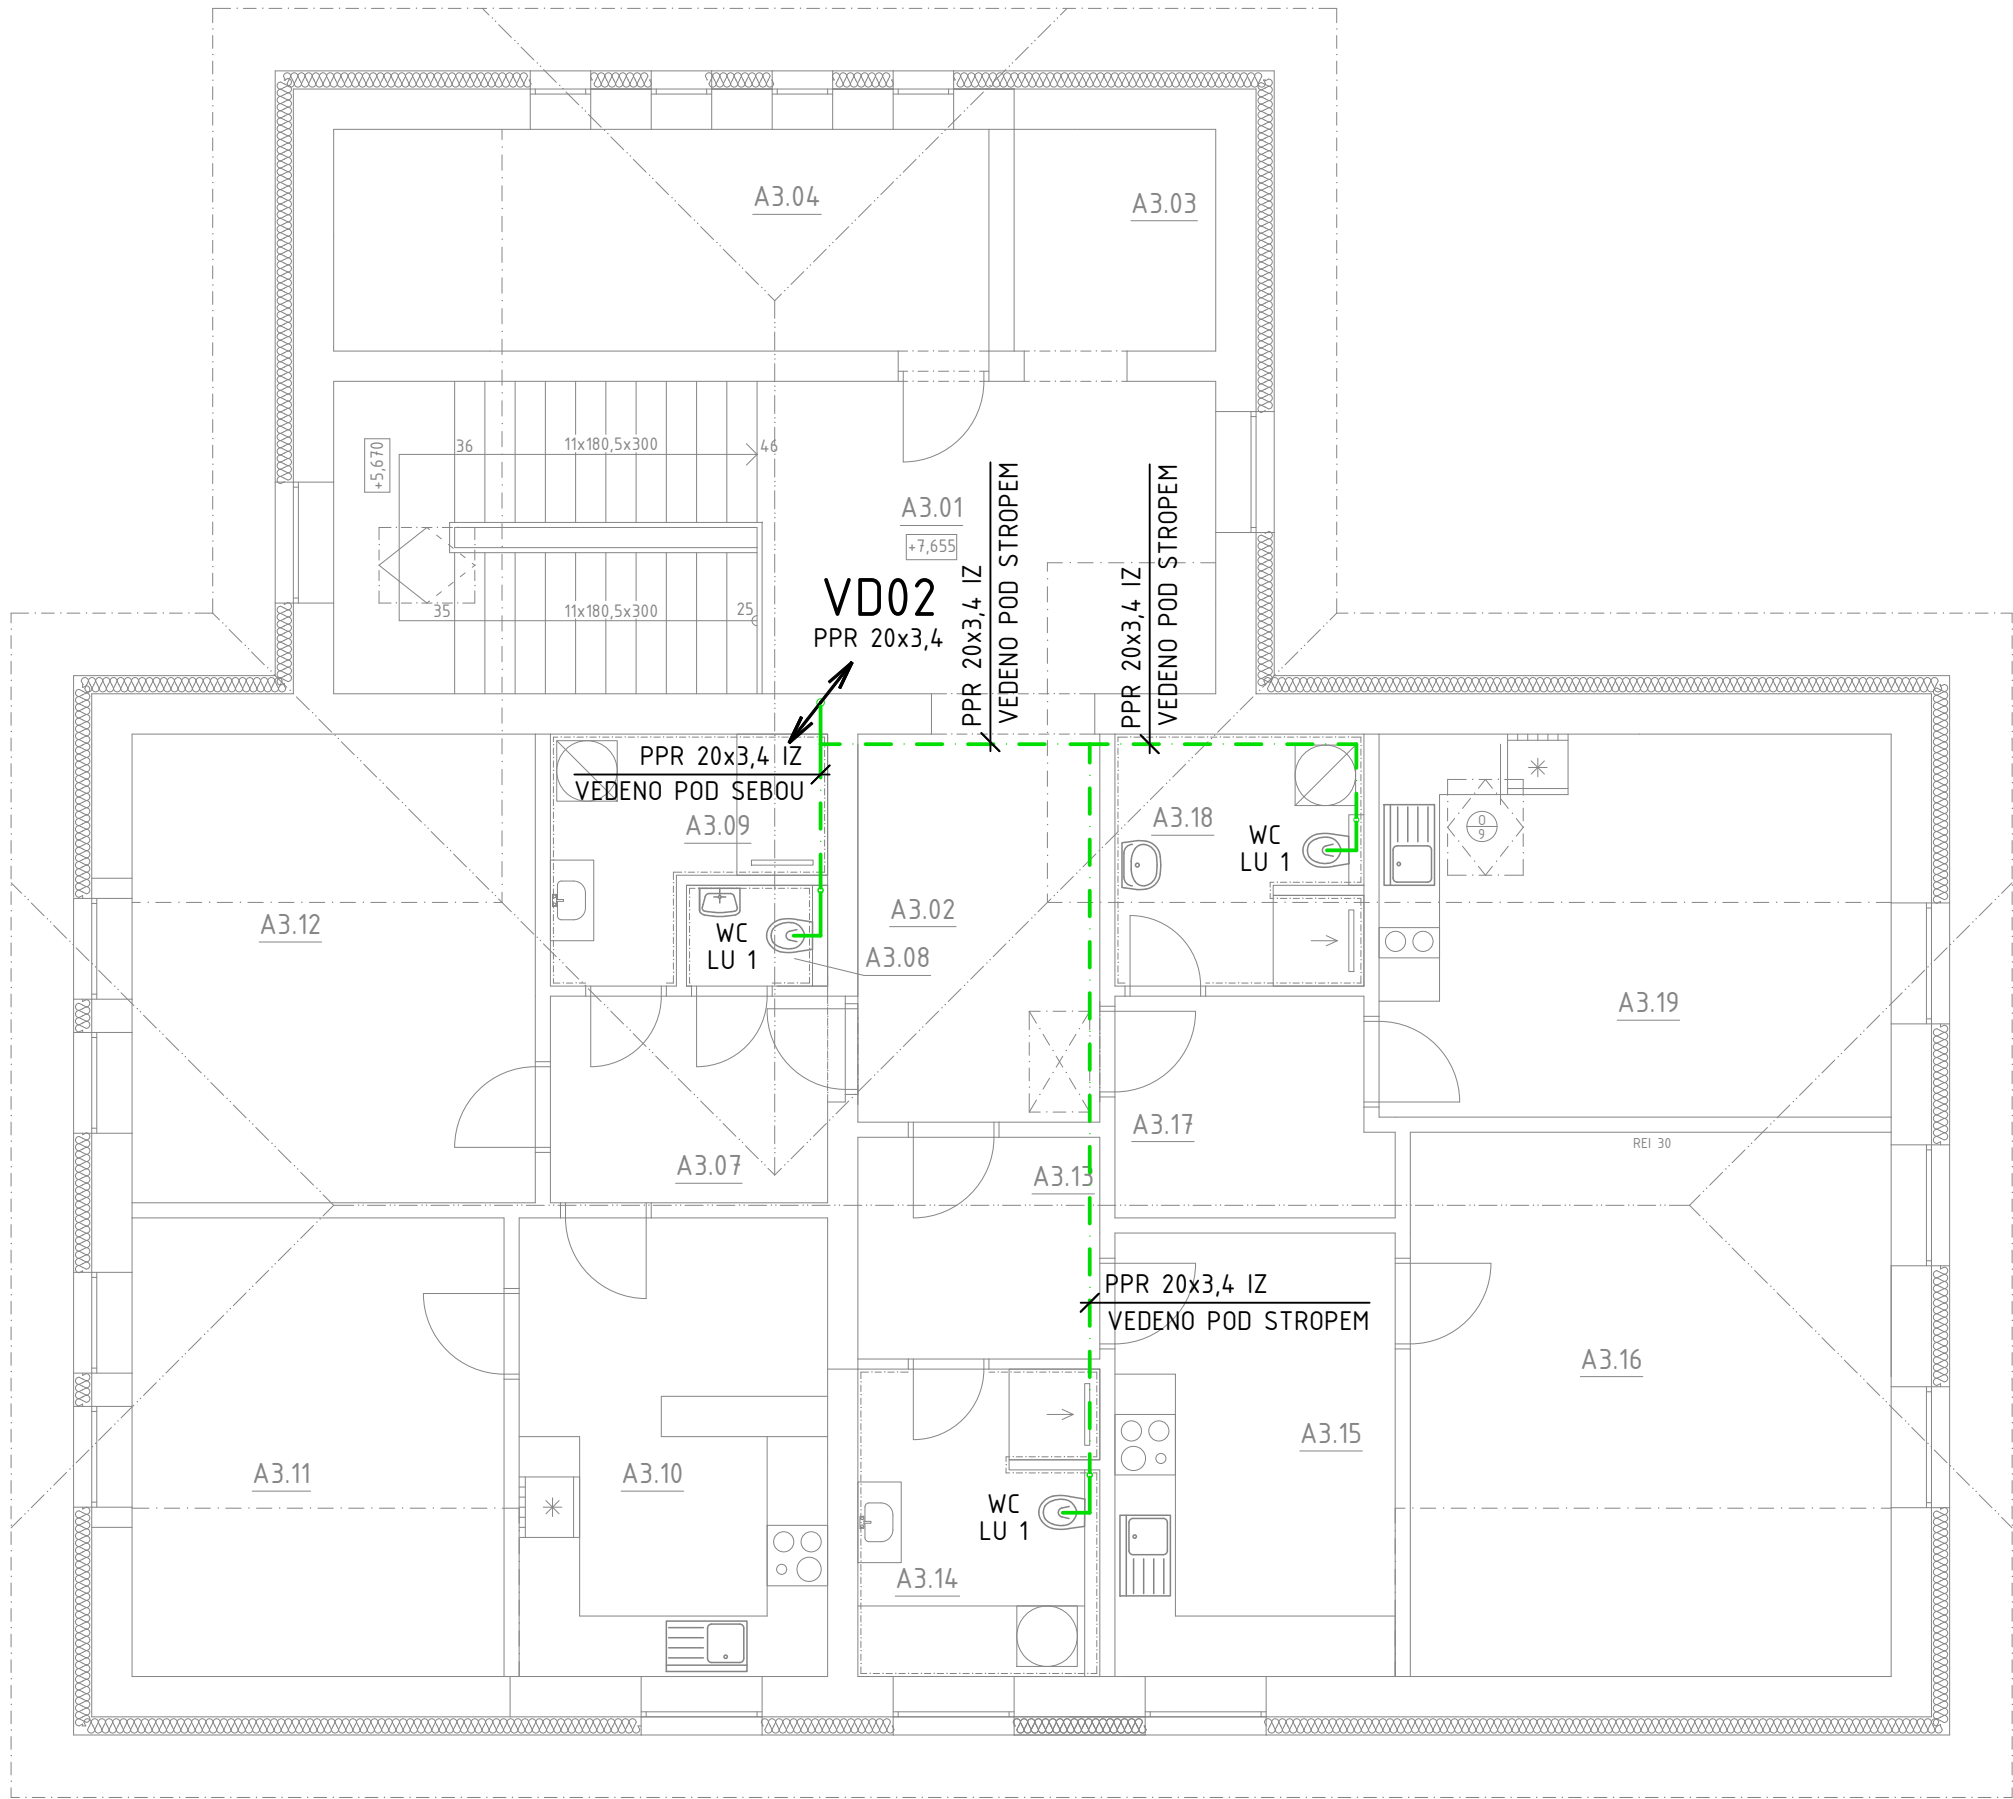 A3.04
A3.03
36
11x180,5x300
46
+5,670
A3.01
+7,655
35
11x180,5x300
25
VD02
PPR 20x3,4
PPR 20x3,4 IZ
VEDENO POD STROPEM
PPR 20x3,4 IZ
VEDENO POD STROPEM
PPR 20x3,4 IZ
VEDENO POD SEBOU
A3.09
A3.18
WC
LU 1
O
9
A3.12
A3.02
WC
LU 1
A3.08
A3.19
A3.17
REI 30
A3.07
A3.13
PPR 20x3,4 IZ
VEDENO POD STROPEM
A3.16
A3.15
A3.11
A3.10
WC
LU 1
A3.14